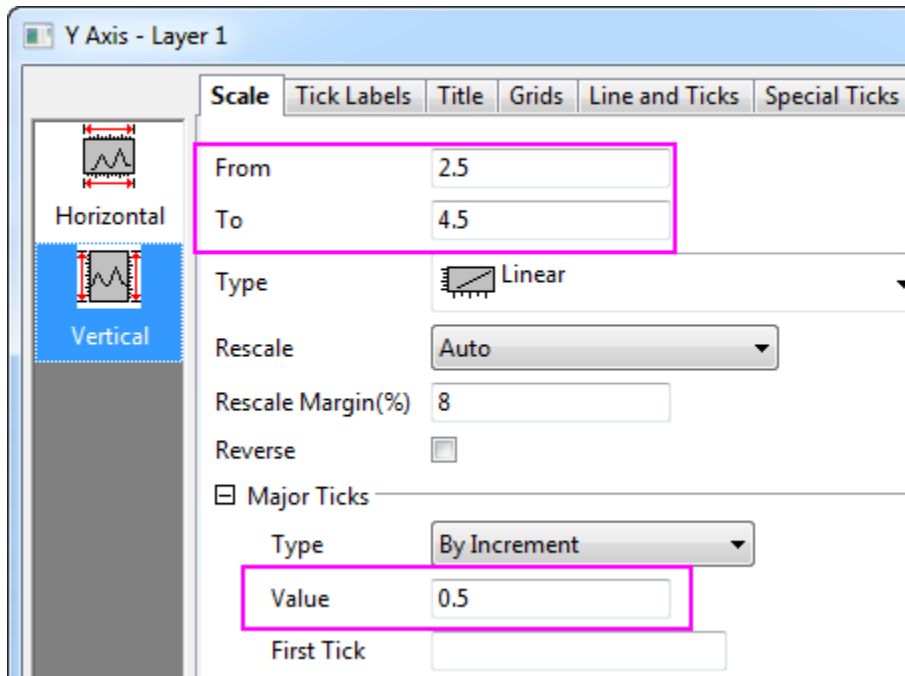 Y Axis - Layer 1
Scale Tick Labels Title Grids Line and Ticks Special Ticks
Horizontal
Vertical
From 2.5
To 4.5
Type Linear
Rescale Auto
Rescale Margin(%) 8
Reverse
Major Ticks
Type By Increment
Value 0.5
First Tick